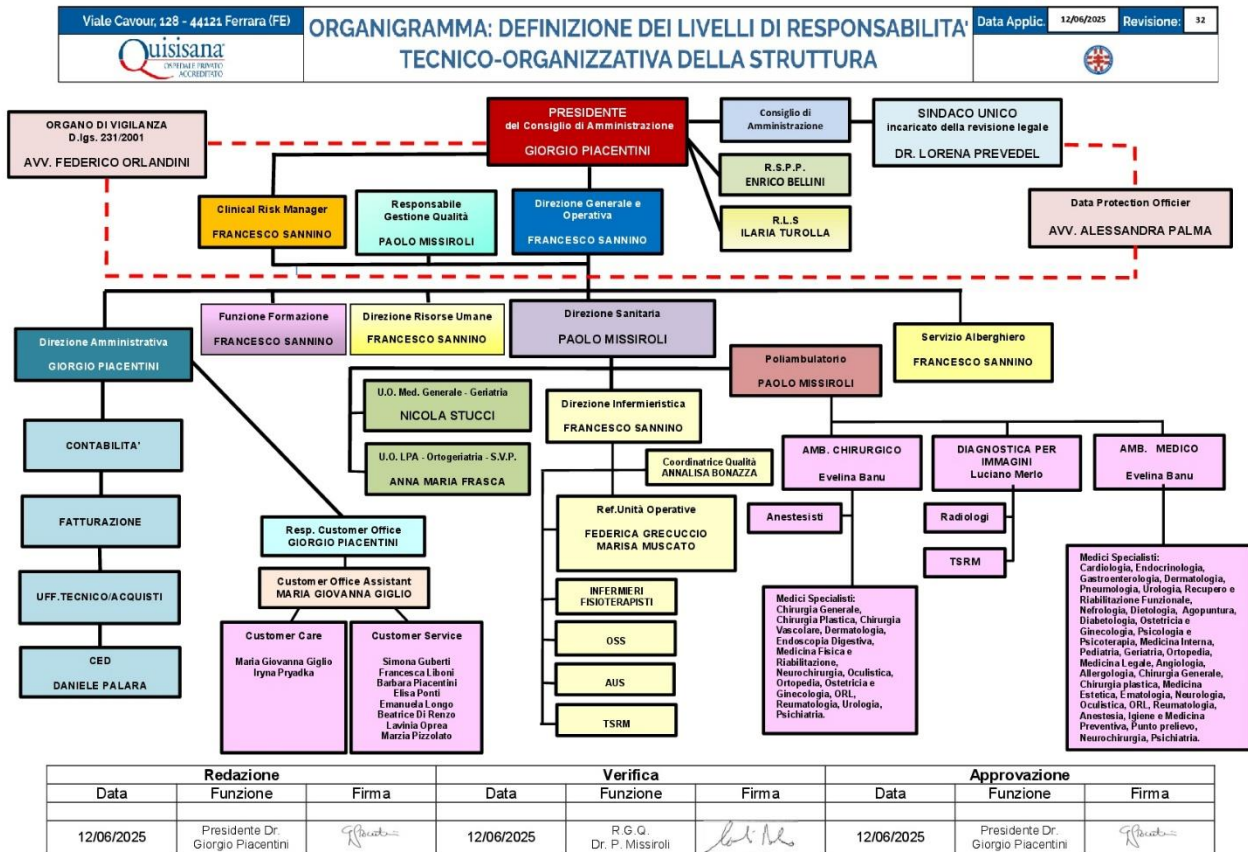 Viale Cavour, 128 - 44121 Ferrara (FE)
Quisisana
OSPEDALE PRIVATO
ACCREDITATO
ORGANIGRAMMA: DEFINIZIONE DEI LIVELLI DI RESPONSABILITA'
TECNICO-ORGANIZZATIVA DELLA STRUTTURA
Data Applic. 12/06/2025 Revisione: 32
ORGANO DI VIGILANZA
D.lgs. 231/2001
AVV. FEDERICO ORLANDINI
PRESIDENTE
del Consiglio di Amministrazione
GIORGIO PIACENTINI
Consiglio di
Amministrazione
SINDACO UNICO
incaricato della revisione legale
DR. LORENA PREVEDEL
R.S.P.P.
ENRICO BELLINI
R.L.S
ILARIA TUROLLA
Data Protection Officier
AVV. ALESSANDRA PALMA
Clinical Risk Manager
FRANCESCO SANNINO
Responsabile
Gestione Qualità
PAOLO MISSIROLI
Direzione Generale e
Operativa
FRANCESCO SANNINO
Direzione Amministrativa
GIORGIO PIACENTINI
Funzione Formazione
FRANCESCO SANNINO
Direzione Risorse Umane
FRANCESCO SANNINO
Direzione Sanitaria
PAOLO MISSIROLI
Servizio Alberghiero
FRANCESCO SANNINO
Poliambulatorio
PAOLO MISSIROLI
U.O. Med. Generale - Geriatria
NICOLA STUCCI
U.O. LPA - Ortogeriatria - S.V.P.
ANNA MARIA FRASCA
Direzione Infermieristica
FRANCESCO SANNINO
Coordinatrice Qualità
ANNALISA BONAZZA
Ref.Unità Operative
FEDERICA GRECUCCIO
MARISA MUSCATO
INFERMIERI
FISIOTERAPISTI
OSS
AUS
TSRM
CONTABILITA'
FATTURAZIONE
UFF.TECNICO/ACQUISTI
CED
DANIELE PALARA
Resp. Customer Office
GIORGIO PIACENTINI
Customer Office Assistant
MARIA GIOVANNA GIGLIO
Customer Care
Maria Giovanna Giglio
Iryna Pryadka
Customer Service
Simona Guberti
Francesca Liboni
Barbara Piacentini
Elisa Ponti
Emanuela Longo
Beatrice Di Renzo
Lavinia Oprea
Marzia Pizzolato
AMB. CHIRURGICO
Evelina Banu
Anestesisti
Medici Specialisti:
Chirurgia Generale,
Chirurgia Plastica, Chirurgia
Vascolare, Dermatologia,
Endoscopia Digestiva,
Medicina Fisica e
Riabilitazione,
Neurochirurgia, Oculistica,
Ortopedia, Ostetricia e
Ginecologia, ORL,
Reumatologia, Urologia,
Psichiatria.
DIAGNOSTICA PER
IMMAGINI
Luciano Merlo
Radiologi
TSRM
AMB. MEDICO
Evelina Banu
Medici Specialisti:
Cardiologia, Endocrinologia,
Gastroenterologia, Dermatologia,
Pneumologia, Urologia, Recupero e
Riabilitazione Funzionale,
Nefrologia, Dietologia, Agopuntura,
Diabetologia, Ostetricia e
Ginecologia, Psicologia e
Psicoterapia, Medicina Interna,
Pediatria, Geriatria, Ortopedia,
Medicina Legale, Angiologia,
Allergologia, Chirurgia Generale,
Chirurgia plastica, Medicina
Estetica, Ematologia, Neurologia,
Oculistica, ORL, Reumatologia,
Anestesia, Igiene e Medicina
Preventiva, Punto prelievo,
Neurochirurgia, Psichiatria.
Redazione Verifica Approvazione
Data Funzione Firma Data Funzione Firma Data Funzione Firma
12/06/2025 Presidente Dr. Giorgio Piacentini 12/06/2025 R.G.Q. Dr. P. Missiroli 12/06/2025 Presidente Dr. Giorgio Piacentini